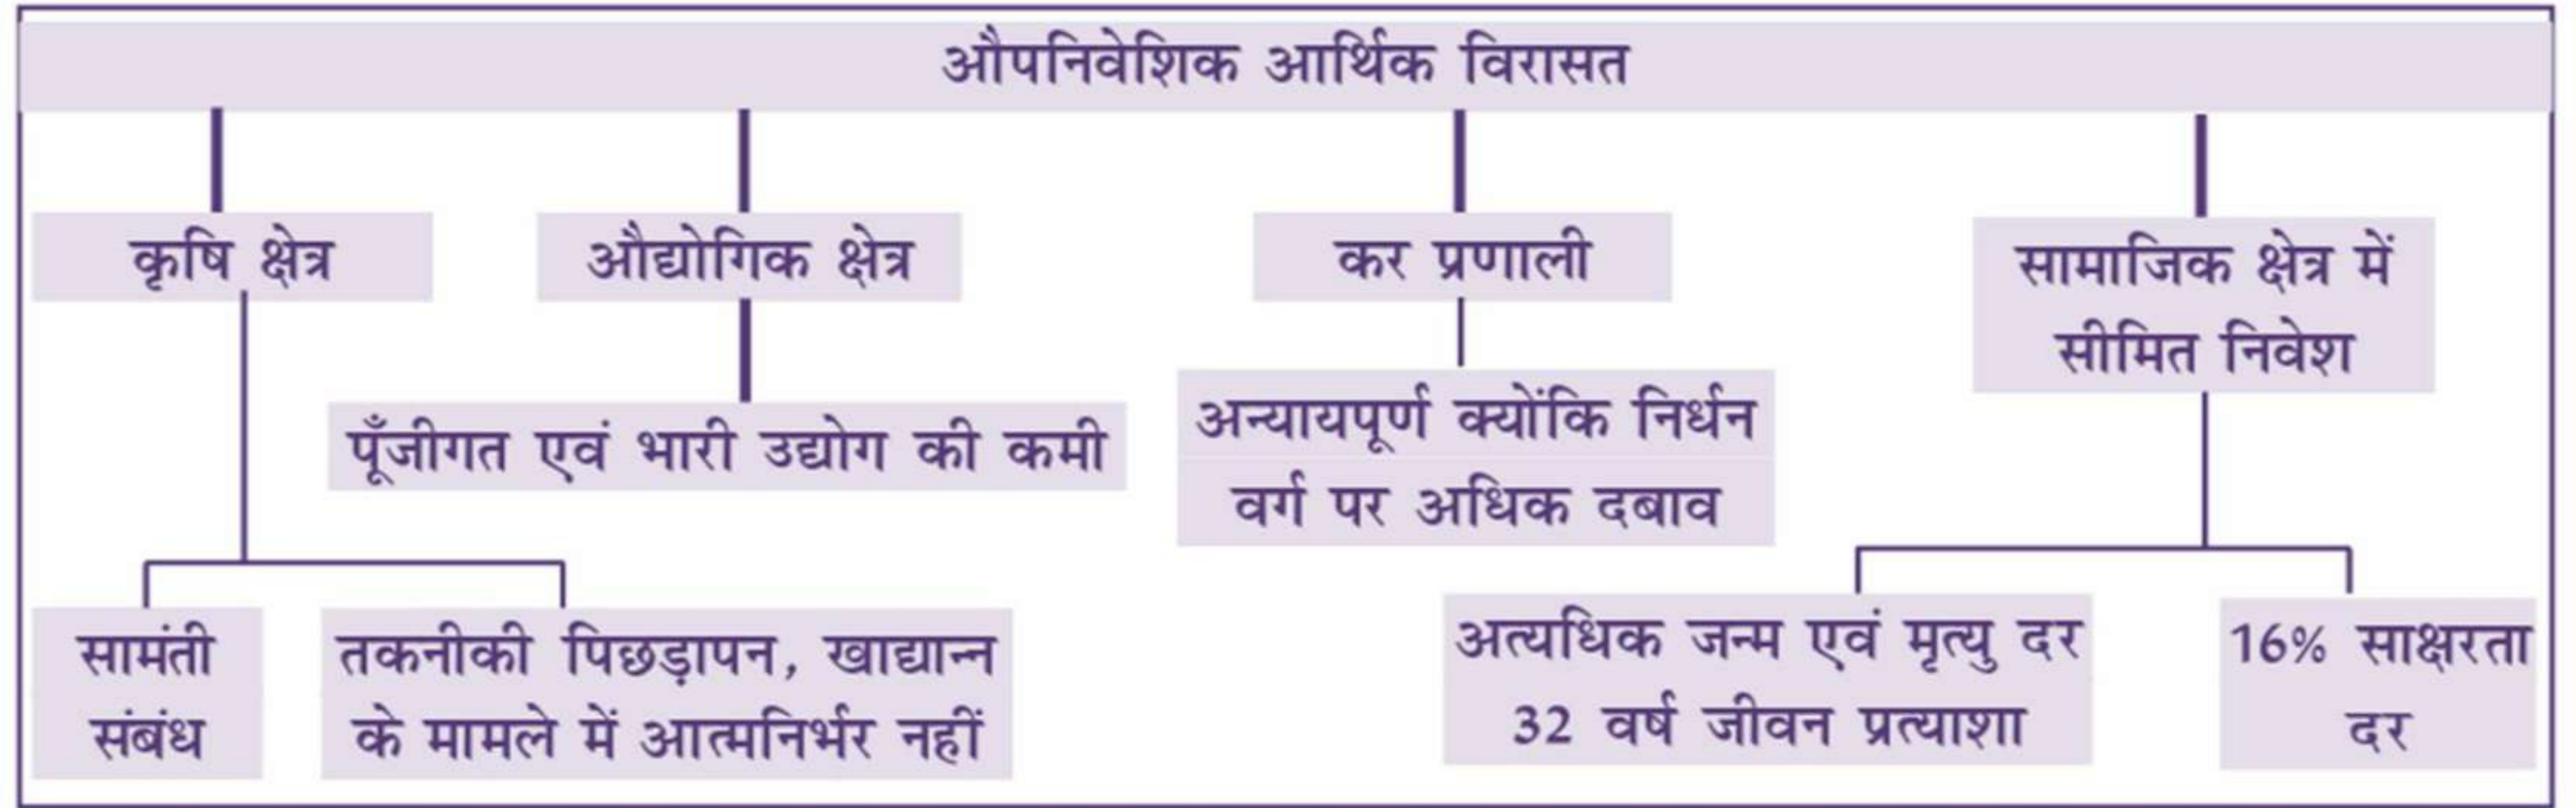 औपनिवेशिक आर्थिक विरासत
कृषि क्षेत्र
औद्योगिक क्षेत्र
कर प्रणाली
सामाजिक क्षेत्र में
सीमित निवेश
पूँजीगत एवं भारी उद्योग की कमी
अन्यायपूर्ण क्योंकि निर्धन
वर्ग पर अधिक दबाव
सामंती
संबंध
तकनीकी पिछड़ापन, खाद्यान्न
के मामले में आत्मनिर्भर नहीं
अत्यधिक जन्म एवं मृत्यु दर
32 वर्ष जीवन प्रत्याशा
16% साक्षरता
दर